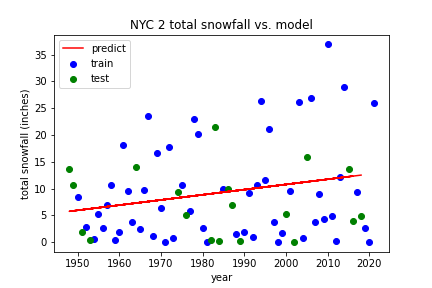 NYC 2 total snowfall vs. model
predict
train
test
total snowfall (inches)
35
30
25
20
15
10
5
0
1950 1960 1970 1980 1990 2000 2010 2020
year